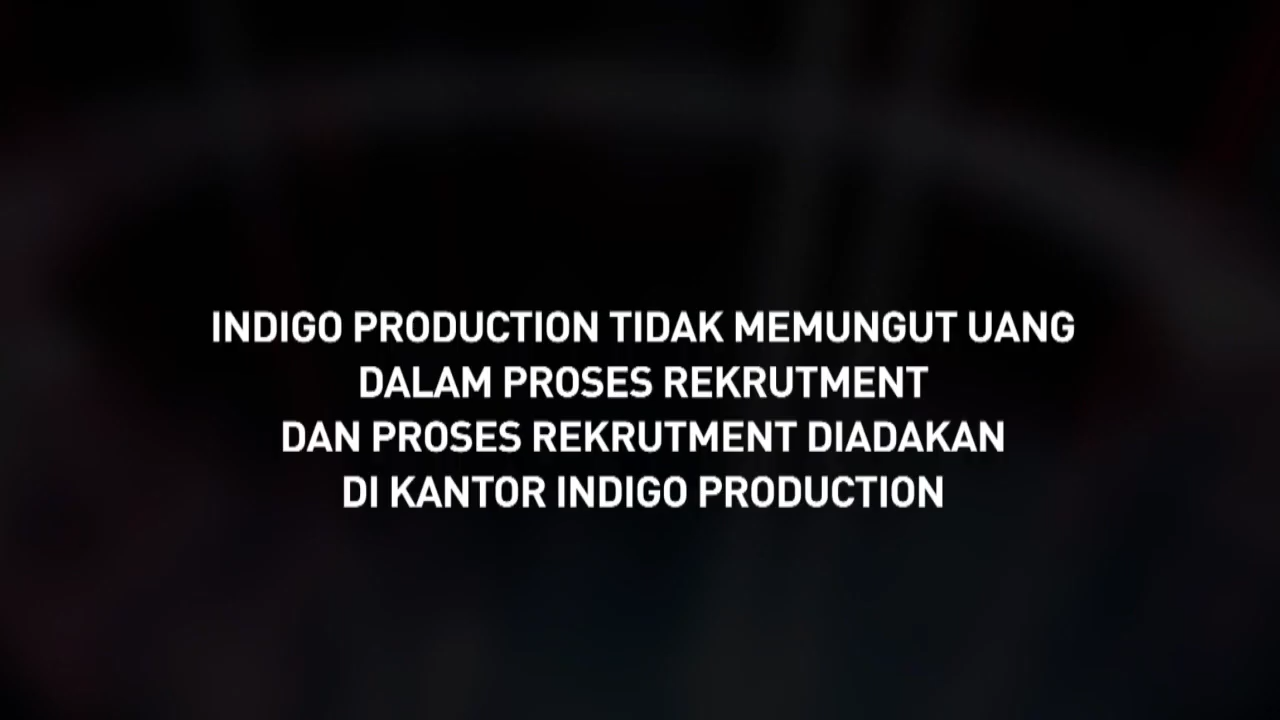 INDIGO PRODUCTION TIDAK MEMUNGUT UANG
DALAM PROSES REKRUTMENT
DAN PROSES REKRUTMENT DIADAKAN
DI KANTOR INDIGO PRODUCTION